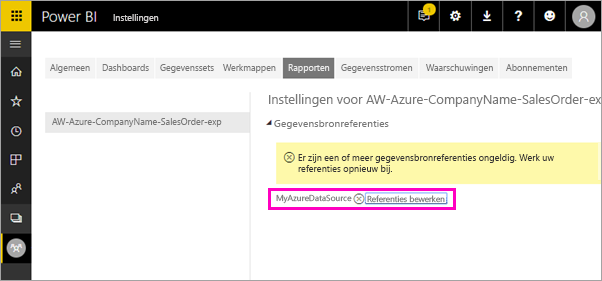 Power BI Instellingen 1 ?
Algemeen Dashboards Gegevenssets Werkmappen Rapporten Gegevensstromen Waarschuwingen Abonnementen
AW-Azure-CompanyName-SalesOrder-exp
Instellingen voor AW-Azure-CompanyName-SalesOrder-exp
Gegevensbronreferenties
Er zijn een of meer gegevensbronreferenties ongeldig. Werk uw
referenties opnieuw bij.
MyAzureDataSource Referenties bewerken